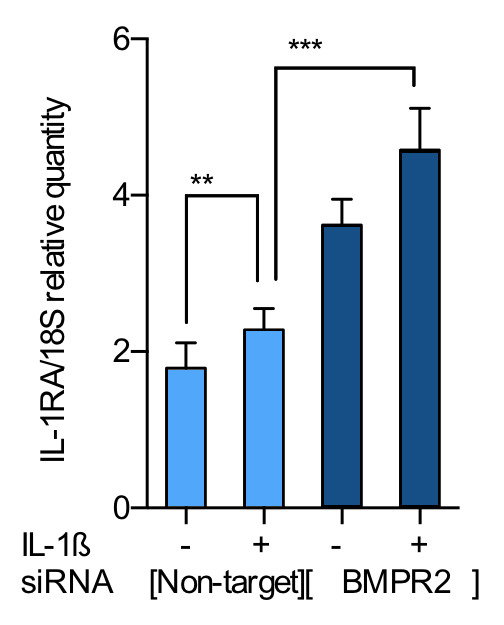 IL-1RA/18S relative quantity
6
***
4
**
2
0
IL-1ß - + - +
siRNA [Non-target][ BMPR2 ]